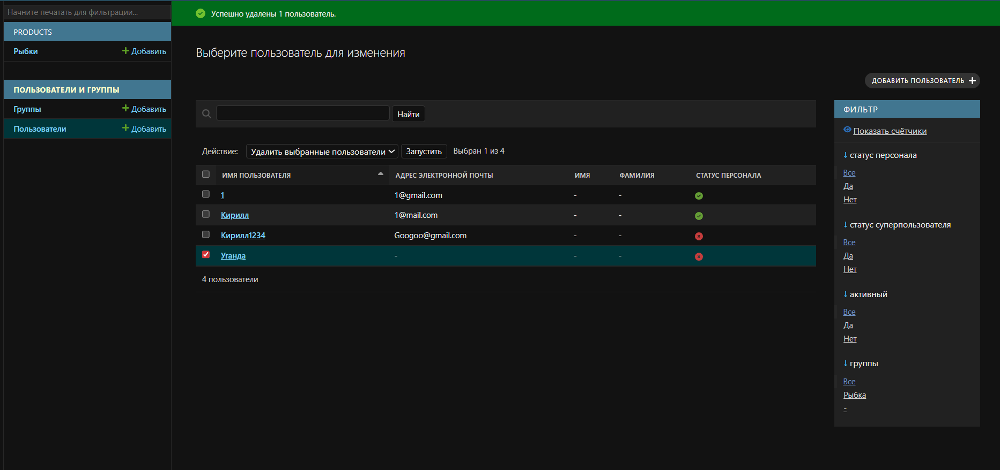 Начните печатать для фильтрации...
PRODUCTS
Рыбки Добавить
ПОЛЬЗОВАТЕЛИ И ГРУППЫ
Группы Добавить
Пользователи Добавить
Успешно удалены 1 пользователь.
Выберите пользователь для изменения
ДОБАВИТЬ ПОЛЬЗОВАТЕЛЬ
Найти
Действие: Удалить выбранные пользователи Запустить Выбран 1 из 4
ИМЯ ПОЛЬЗОВАТЕЛЯ АДРЕС ЭЛЕКТРОННОЙ ПОЧТЫ ИМЯ ФАМИЛИЯ СТАТУС ПЕРСОНАЛА
1 1@gmail.com - -
Кирилл 1@mail.com - -
Кирилл1234 Googoo@gmail.com - -
Уганда - - -
4 пользователи
ФИЛЬТР
Показать счётчики
↓ статус персонала
Все
Да
Нет
↓ статус суперпользователя
Все
Да
Нет
↓ активный
Все
Да
Нет
↓ группы
Все
Рыбка
-